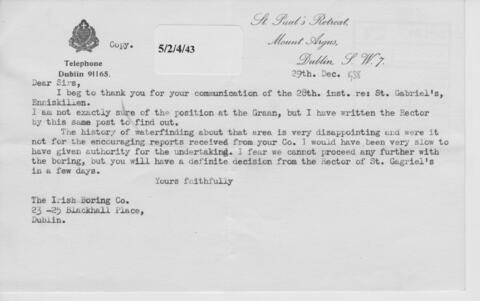 St Paul's Retreat,
Copy.
5/2/4/43
Mount Argus,
Telephone
Dublin S. W. 7.
Dublin 91165.
29th. Dec.
Dear Sirs,
I beg to thank you for your communication of the 28th. inst. re: St. Gabriel's,
Enniskillen.
I am not exactly sure of the position at the Graan, but I have written the Rector
by this same post to find out.
The history of waterfinding about that area is very disappointing and were it
not for the encouraging reports received from your Co. I would have been very slow to
have given authority for the undertaking. I fear we cannot proceed any further with
the boring, but you will have a definite decision from the Rector of St. Gagriel's
in a few days.
Yours faithfully
The Irish Boring Co.
23 -25 Blackhall Place,
Dublin.